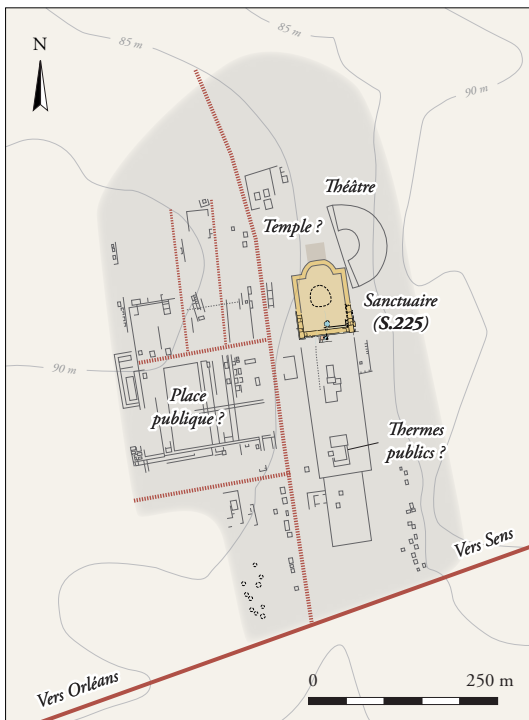 85 m
85 m
N
90 m
Théâtre
Temple ?
Sanctuaire
(S.225)
90 m
Place
publique ?
Thermes
publics ?
Vers Sens
Vers Orléans
0 250 m